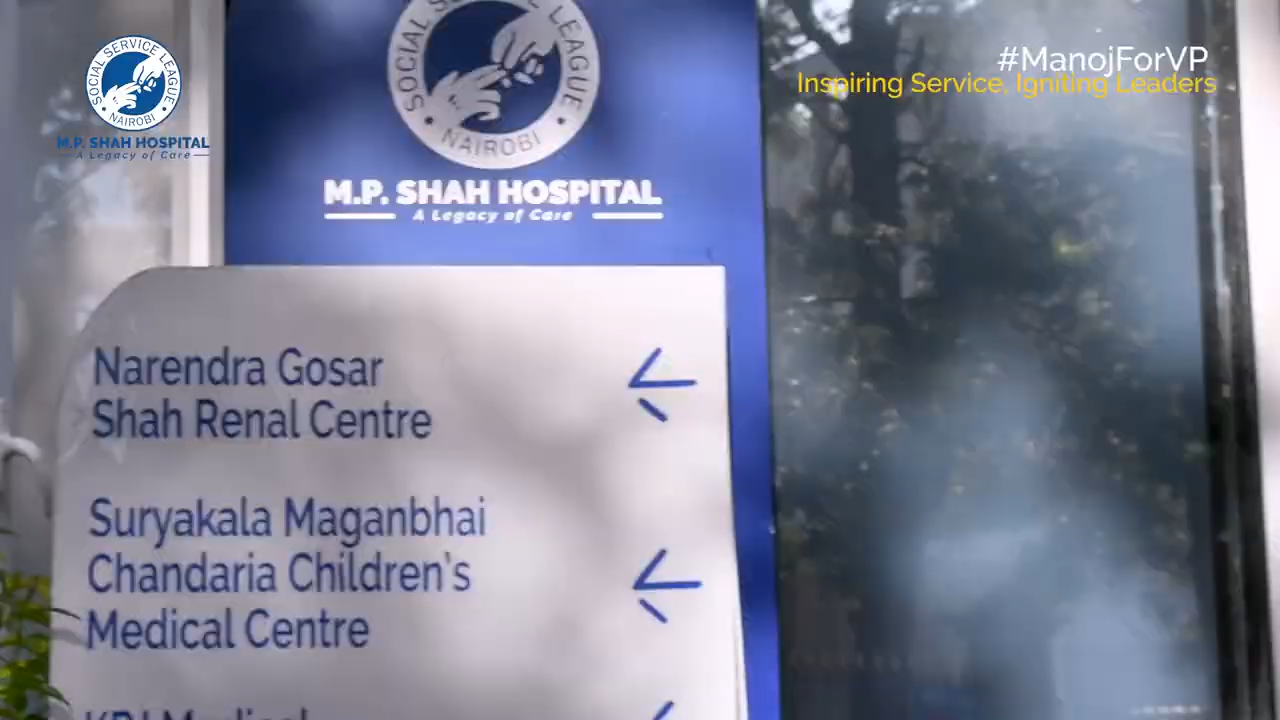 SOCIAL SERVICE LEAGUE
NAIROBI
M.P. SHAH HOSPITAL
A Legacy of Care
#ManojForVP
Inspiring Service, Igniting Leaders
SOCIAL SERVICE LEAGUE
NAIROBI
M.P. SHAH HOSPITAL
A Legacy of Care
Narendra Gosar
Shah Renal Centre
Suryakala Maganbhai
Chandaria Children's
Medical Centre
Medical